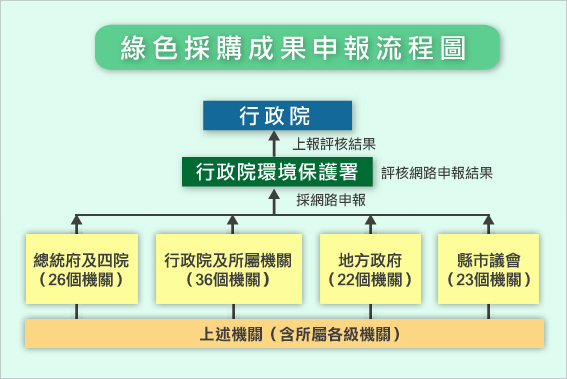 綠色採購成果申報流程圖
行政院
上報評核結果
行政院環境保護署
評核網路申報結果
採網路申報
總統府及四院
（26個機關）
行政院及所屬機關
（36個機關）
地方政府
（22個機關）
縣市議會
（23個機關）
上述機關（含所屬各級機關）